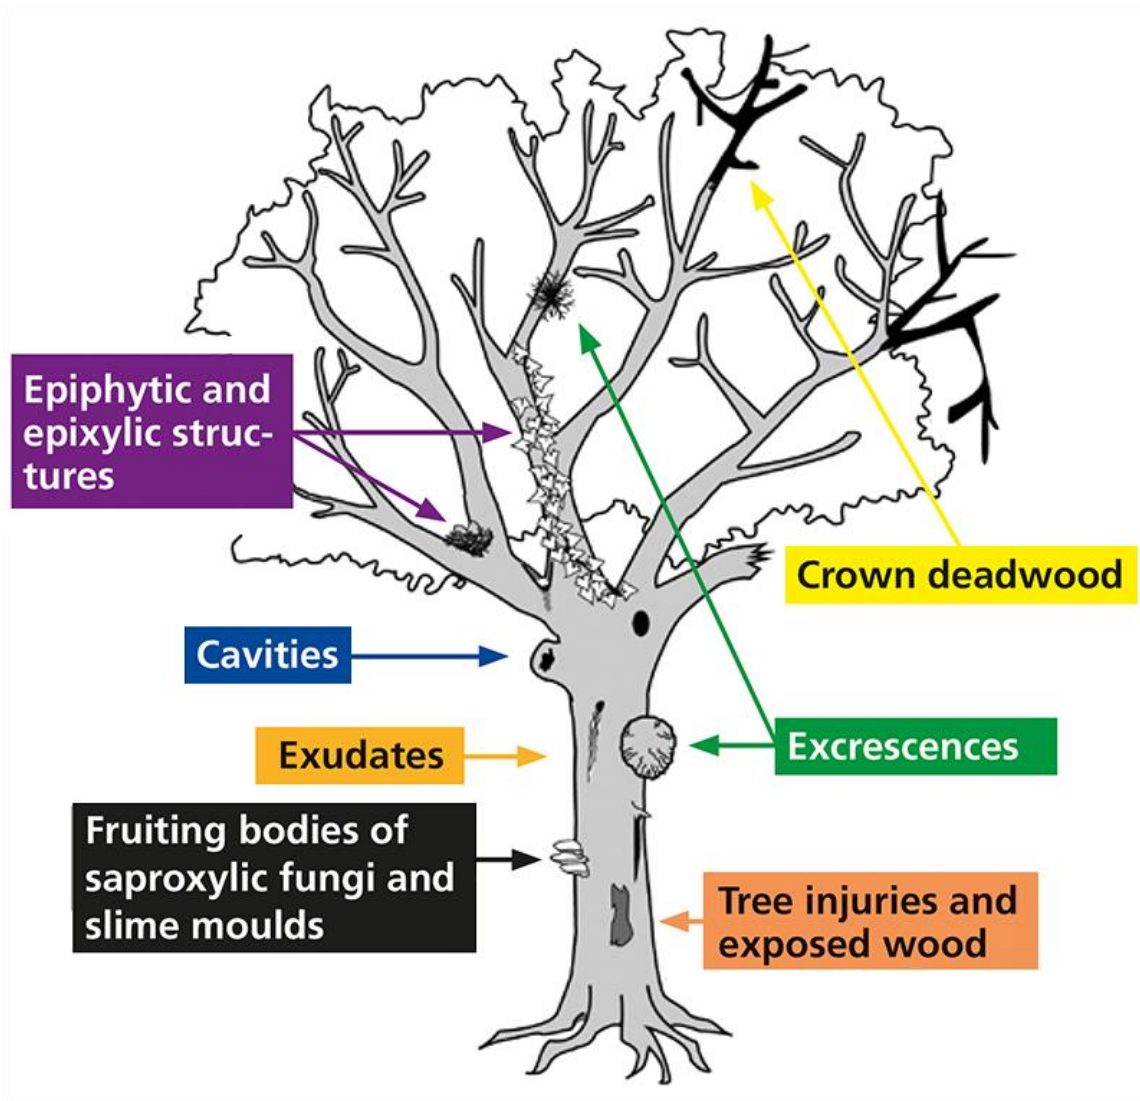 Epiphytic and
epixylic struc-
tures
Crown deadwood
Cavities
Exudates
Excrescences
Fruiting bodies of
saproxylic fungi and
slime moulds
Tree injuries and
exposed wood